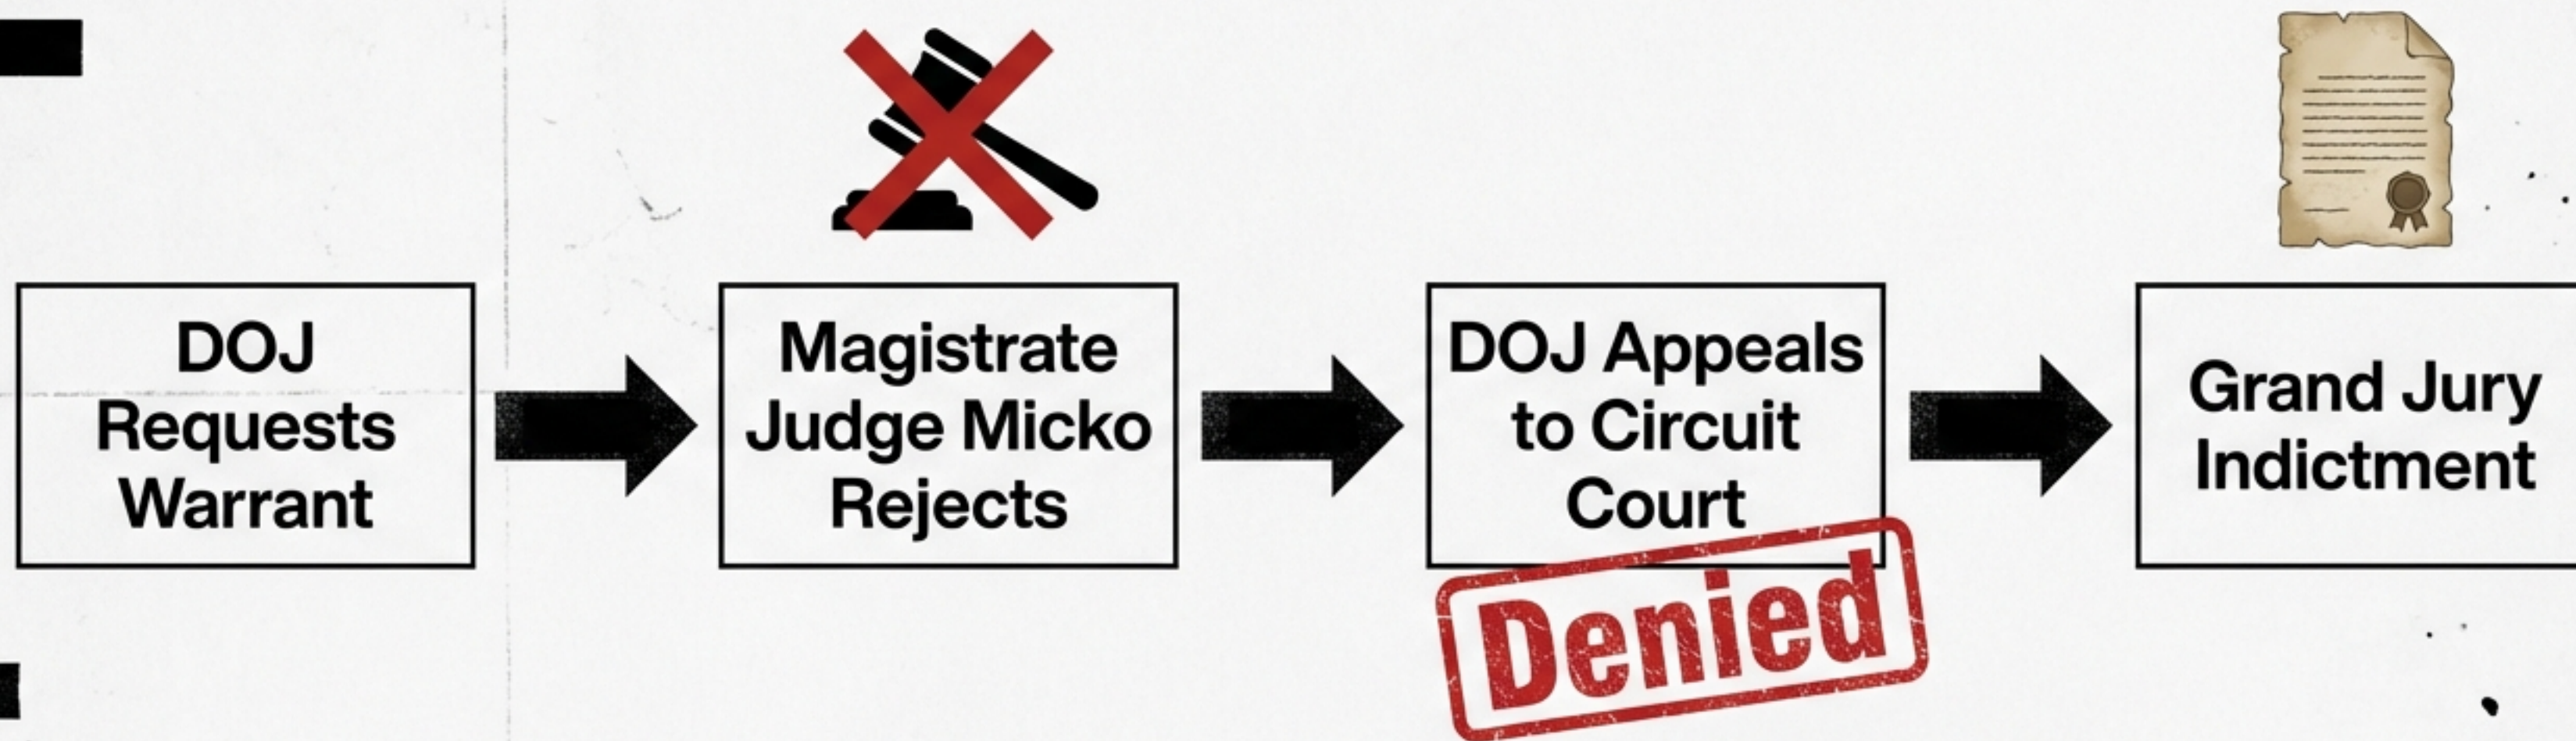 DOJ
Requests
Warrant
Magistrate
Judge Micko
Rejects
DOJ Appeals
to Circuit
Court
Denied
Grand Jury
Indictment